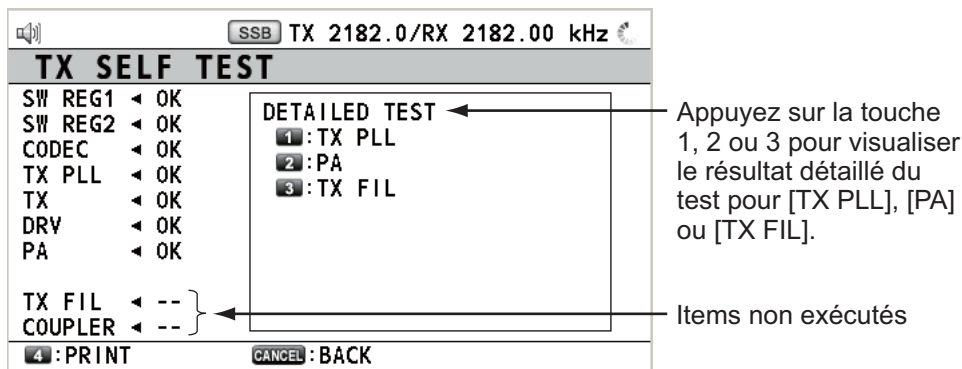 SSB TX 2182.0/RX 2182.00 kHz
TX SELF TEST
SW REG1 ◄ OK
SW REG2 ◄ OK
CODEC ◄ OK
TX PLL ◄ OK
TX ◄ OK
DRV ◄ OK
PA ◄ OK
TX FIL ◄ --
COUPLER ◄ --
DETAILED TEST
1:TX PLL
2:PA
3:TX FIL
4:PRINT
CANCEL:BACK
Appuyez sur la touche
1, 2 ou 3 pour visualiser
le résultat détaillé du
test pour [TX PLL], [PA]
ou [TX FIL].
Items non exécutés